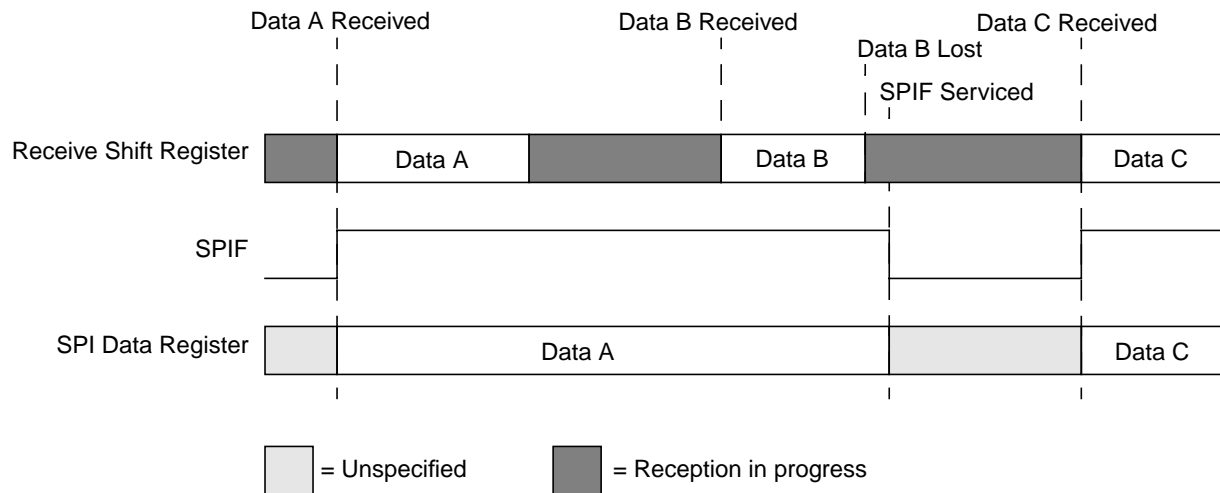 Data A Received
Data B Received
Data C Received
Data B Lost
SPIF Serviced
Receive Shift Register
Data A
Data B
Data C
SPIF
SPI Data Register
Data A
Data C
= Unspecified
= Reception in progress